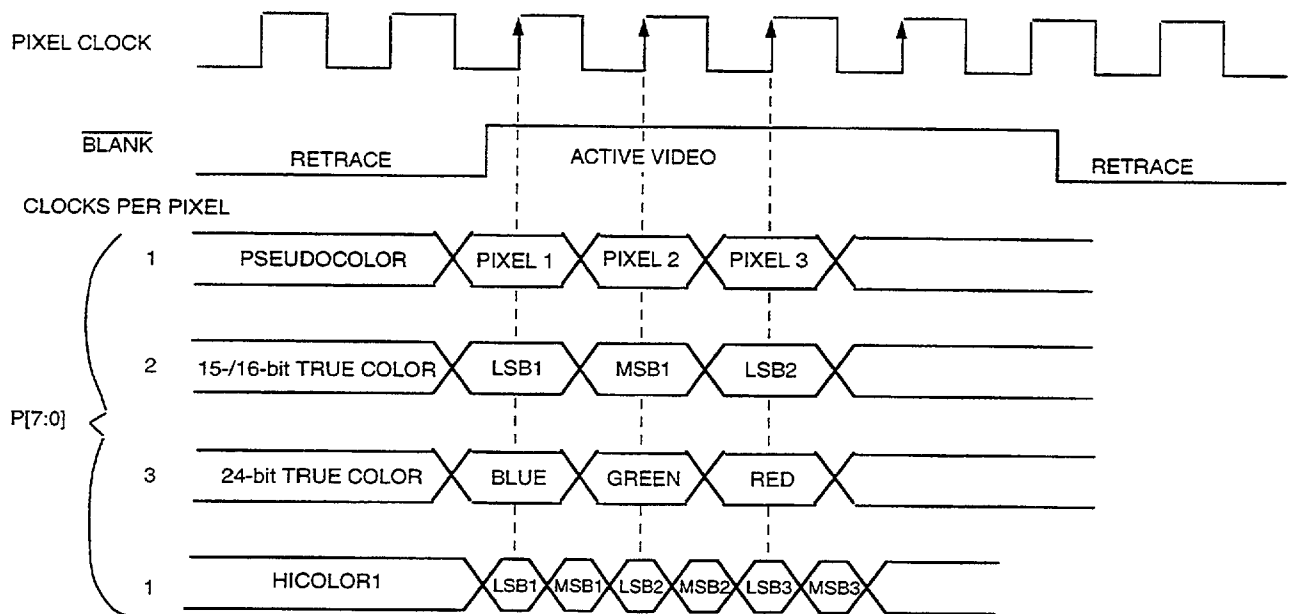 PIXEL CLOCK
BLANK
RETRACE
ACTIVE VIDEO
RETRACE
CLOCKS PER PIXEL
1
PSEUDOCOLOR
PIXEL 1
PIXEL 2
PIXEL 3
2
15-/16-bit TRUE COLOR
LSB1
MSB1
LSB2
P[7:0]
3
24-bit TRUE COLOR
BLUE
GREEN
RED
1
HICOLOR1
LSB1
MSB1
LSB2
MSB2
LSB3
MSB3